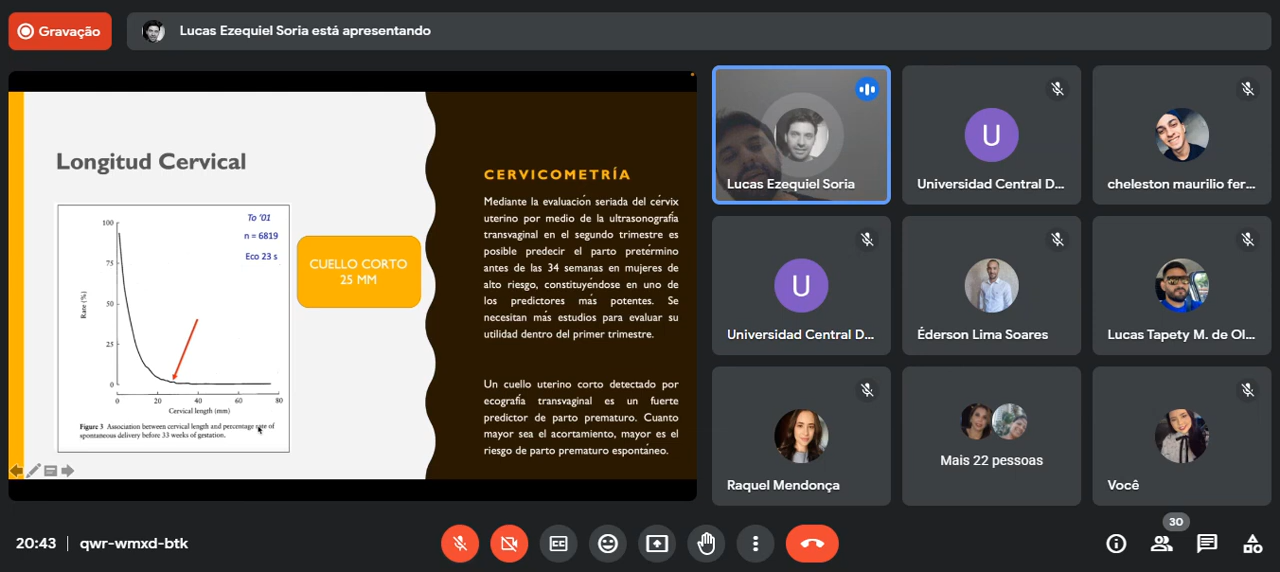 Gravação
Lucas Ezequiel Soria está apresentando
Longitud Cervical
To '01
n = 6819
Eco 23 s
100
75
50
25
0
Rate (%)
0 20 40 60 80
Cervical length (mm)
Figure 3 Association between cervical length and percentage rate of
spontaneous delivery before 33 weeks of gestation.
CUELLO CORTO
25 MM
CERVICOMETRÍA
Mediante la evaluación seriada del cérvix
uterino por medio de la ultrasonografía
transvaginal en el segundo trimestre es
posible predecir el parto pretérmino
antes de las 34 semanas en mujeres de
alto riesgo, constituyéndose en uno de
los predictores más potentes. Se
necesitan más estudios para evaluar su
utilidad dentro del primer trimestre.
Un cuello uterino corto detectado por
ecografía transvaginal es un fuerte
predictor de parto prematuro. Cuanto
mayor sea el acortamiento, mayor es el
riesgo de parto prematuro espontáneo.
Lucas Ezequiel Soria
U
Universidad Central D...
cheleston maurilio fer...
U
Universidad Central D...
Éderson Lima Soares
Lucas Tapety M. de Ol...
Raquel Mendonça
Mais 22 pessoas
Você
20:43 | qwr-wmxd-btk
30